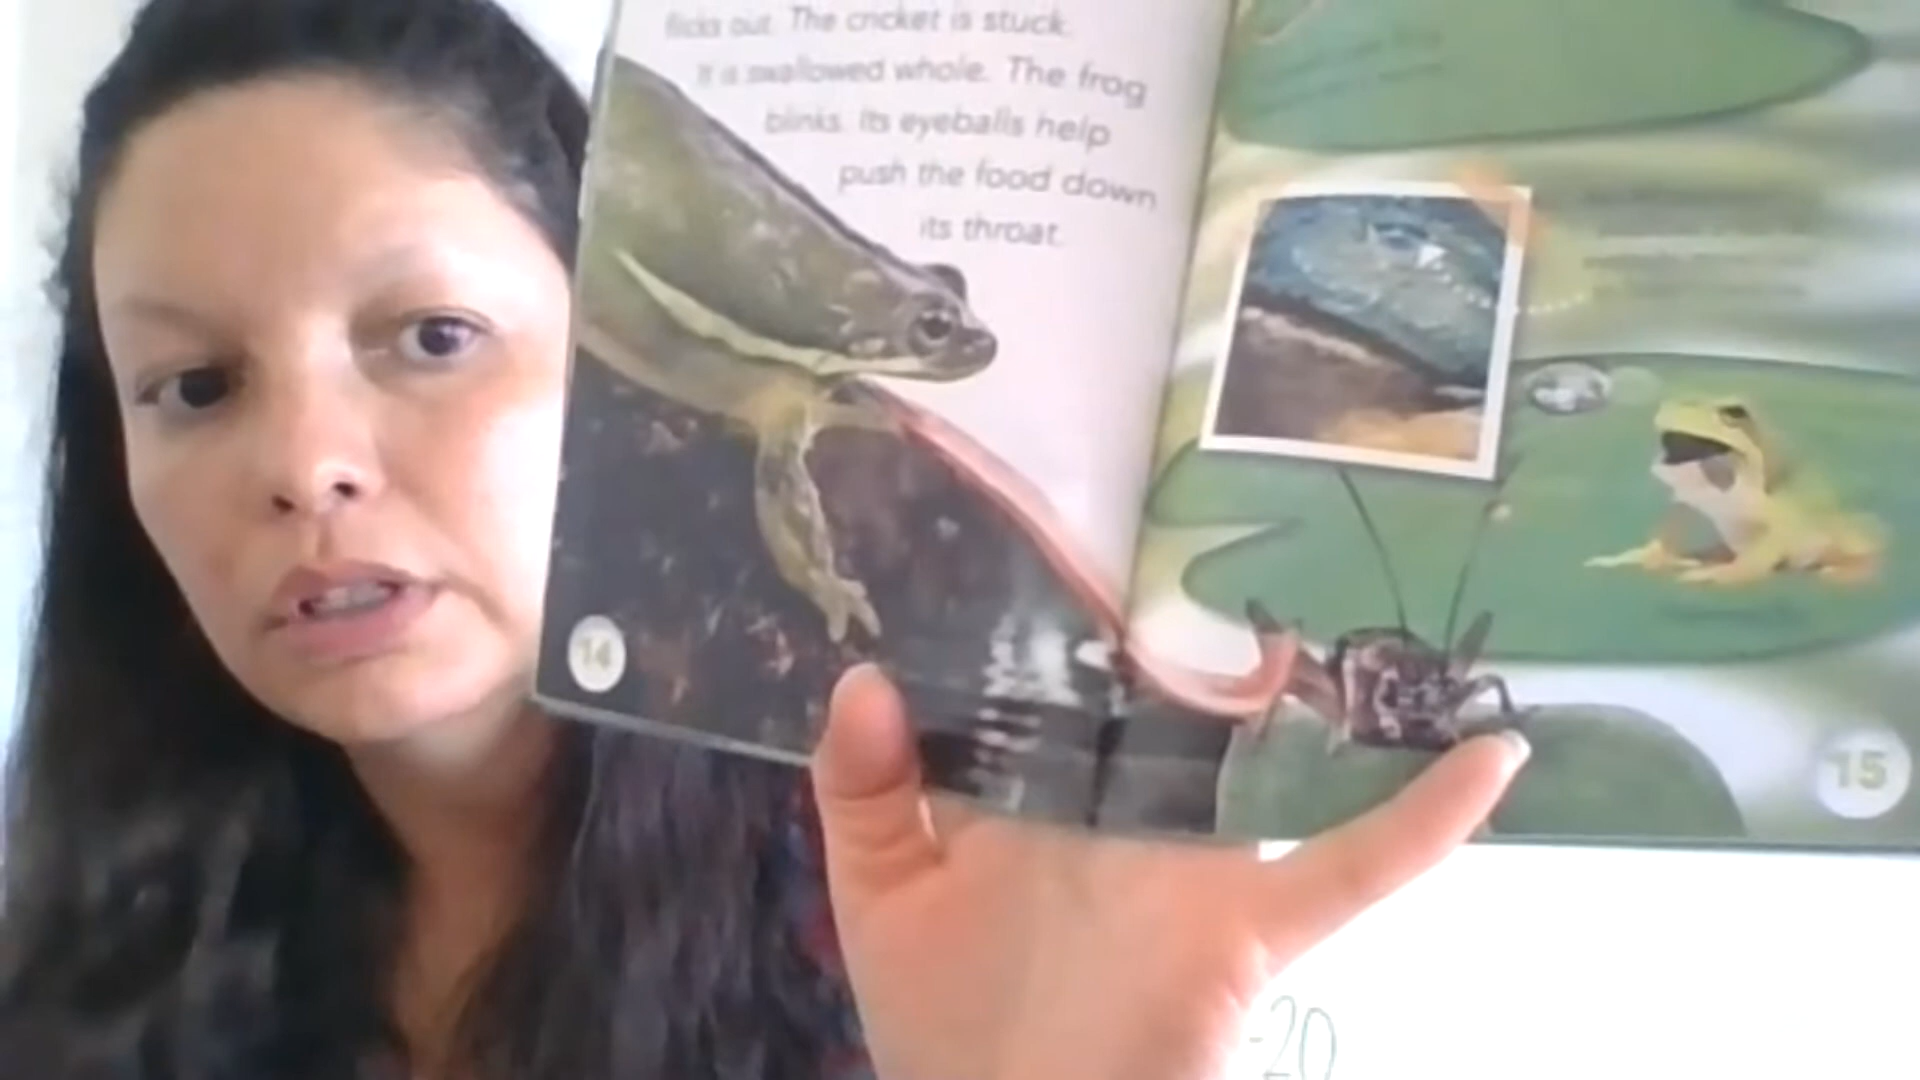 flicks out. The cricket is stuck.
It is swallowed whole. The frog
blinks. Its eyeballs help
push the food down
its throat.
14
15
-20